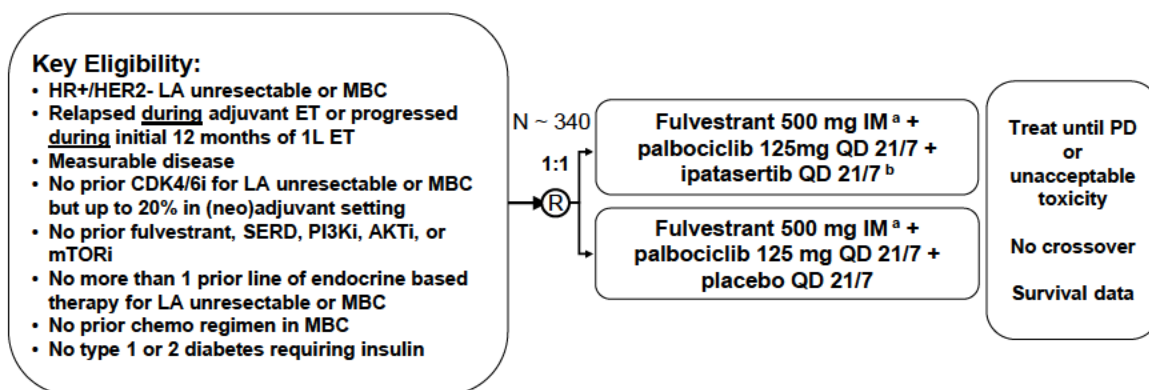 Key Eligibility:
• HR+/HER2- LA unresectable or MBC
• Relapsed during adjuvant ET or progressed
during initial 12 months of 1L ET
• Measurable disease
• No prior CDK4/6i for LA unresectable or MBC
but up to 20% in (neo)adjuvant setting
• No prior fulvestrant, SERD, PI3Ki, AKTi, or
mTORi
• No more than 1 prior line of endocrine based
therapy for LA unresectable or MBC
• No prior chemo regimen in MBC
• No type 1 or 2 diabetes requiring insulin
N ~ 340
1:1
R
Fulvestrant 500 mg IM a +
palbociclib 125mg QD 21/7 +
ipatasertib QD 21/7 b
Fulvestrant 500 mg IM a +
palbociclib 125 mg QD 21/7 +
placebo QD 21/7
Treat until PD
or
unacceptable
toxicity
No crossover
Survival data